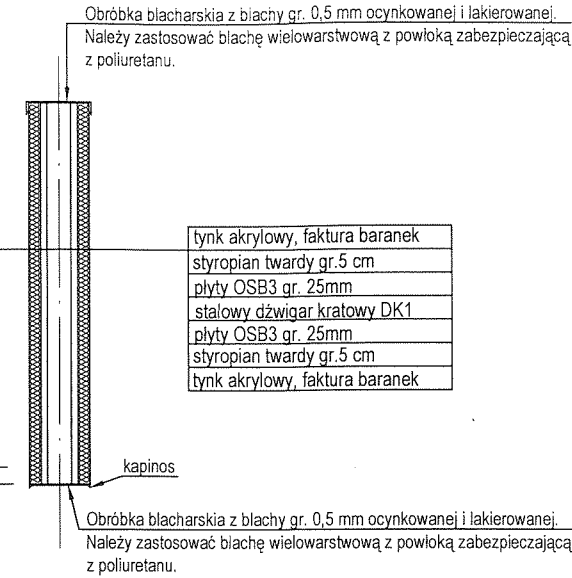 Obróbka blacharskia z blachy gr. 0,5 mm ocynkowanej i lakierowanej.
Należy zastosować blachę wielowarstwową z powłoką zabezpieczającą
z poliuretanu.
tynk akrylowy, faktura baranek
styropian twardy gr.5 cm
płyty OSB3 gr. 25mm
stalowy dźwigar kratowy DK1
płyty OSB3 gr. 25mm
styropian twardy gr.5 cm
tynk akrylowy, faktura baranek
kapinos
Obróbka blacharskia z blachy gr. 0,5 mm ocynkowanej i lakierowanej.
Należy zastosować blachę wielowarstwową z powłoką zabezpieczającą
z poliuretanu.